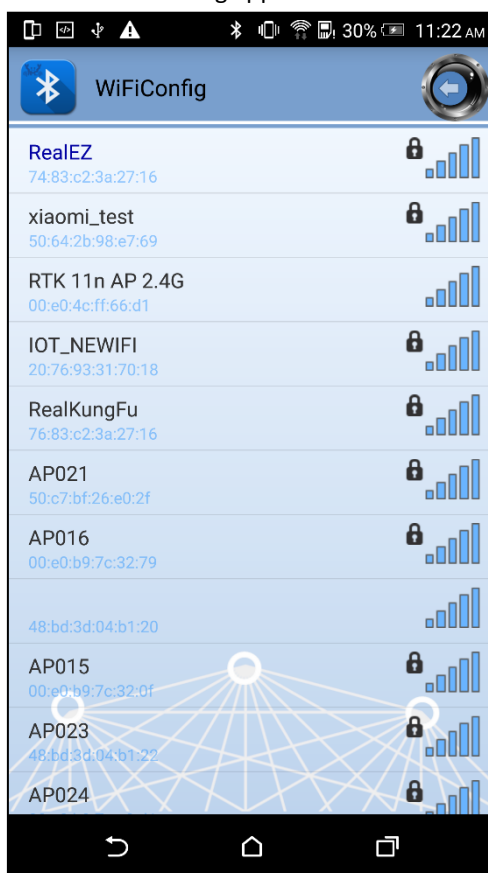 30%
11:22 AM
WiFiConfig
RealEZ
74:83:c2:3a:27:16
xiaomi_test
50:64:2b:98:e7:69
RTK 11n AP 2.4G
00:e0:4c:ff:66:d1
IOT_NEWIFI
20:76:93:31:70:18
RealKungFu
76:83:c2:3a:27:16
AP021
50:c7:bf:26:e0:2f
AP016
00:e0:b9:7c:32:79
48:bd:3d:04:b1:20
AP015
00:e0:b9:7c:32:0f
AP023
48:bd:3d:04:b1:22
AP024